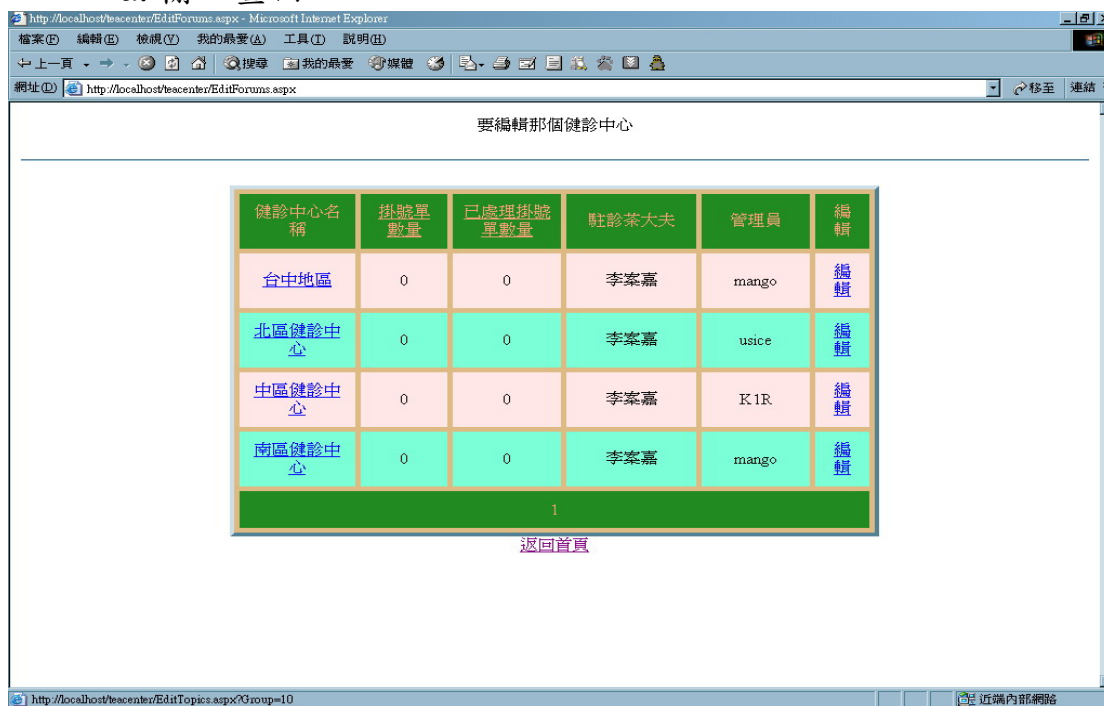 http://localhost/teacenter/EditForums.aspx - Microsoft Internet Explorer
檔案(F) 編輯(E) 檢視(V) 我的最愛(A) 工具(T) 説明(H)
上一頁 搜尋 我的最愛 媒體
網址(D) http://localhost/teacenter/EditForums.aspx 移至 連結
要編輯那個健診中心
健診中心名稱 掛號單數量 已處理掛號單數量 駐診茶大夫 管理員 編輯
台中地區 0 0 李案嘉 mango 編輯
北區健診中心 0 0 李案嘉 usice 編輯
中區健診中心 0 0 李案嘉 K1R 編輯
南區健診中心 0 0 李案嘉 mango 編輯
1
返回首頁
http://localhost/teacenter/EditTopics.aspx?Group=10 近端內部網路